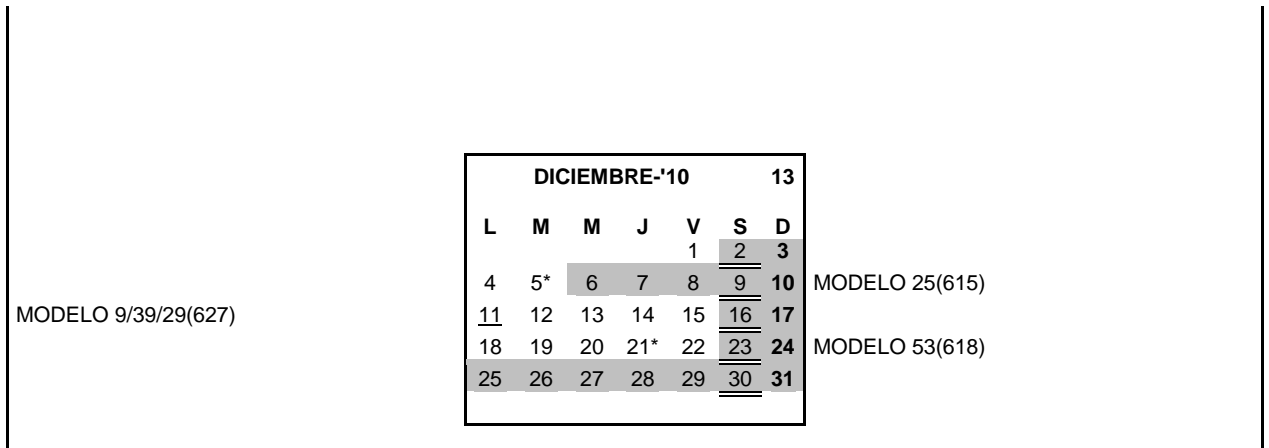 DICIEMBRE-'10 13
L M M J V S D
1 2 3
4 5* 6 7 8 9 10 MODELO 25(615)
MODELO 9/39/29(627) 11 12 13 14 15 16 17
18 19 20 21* 22 23 24 MODELO 53(618)
25 26 27 28 29 30 31